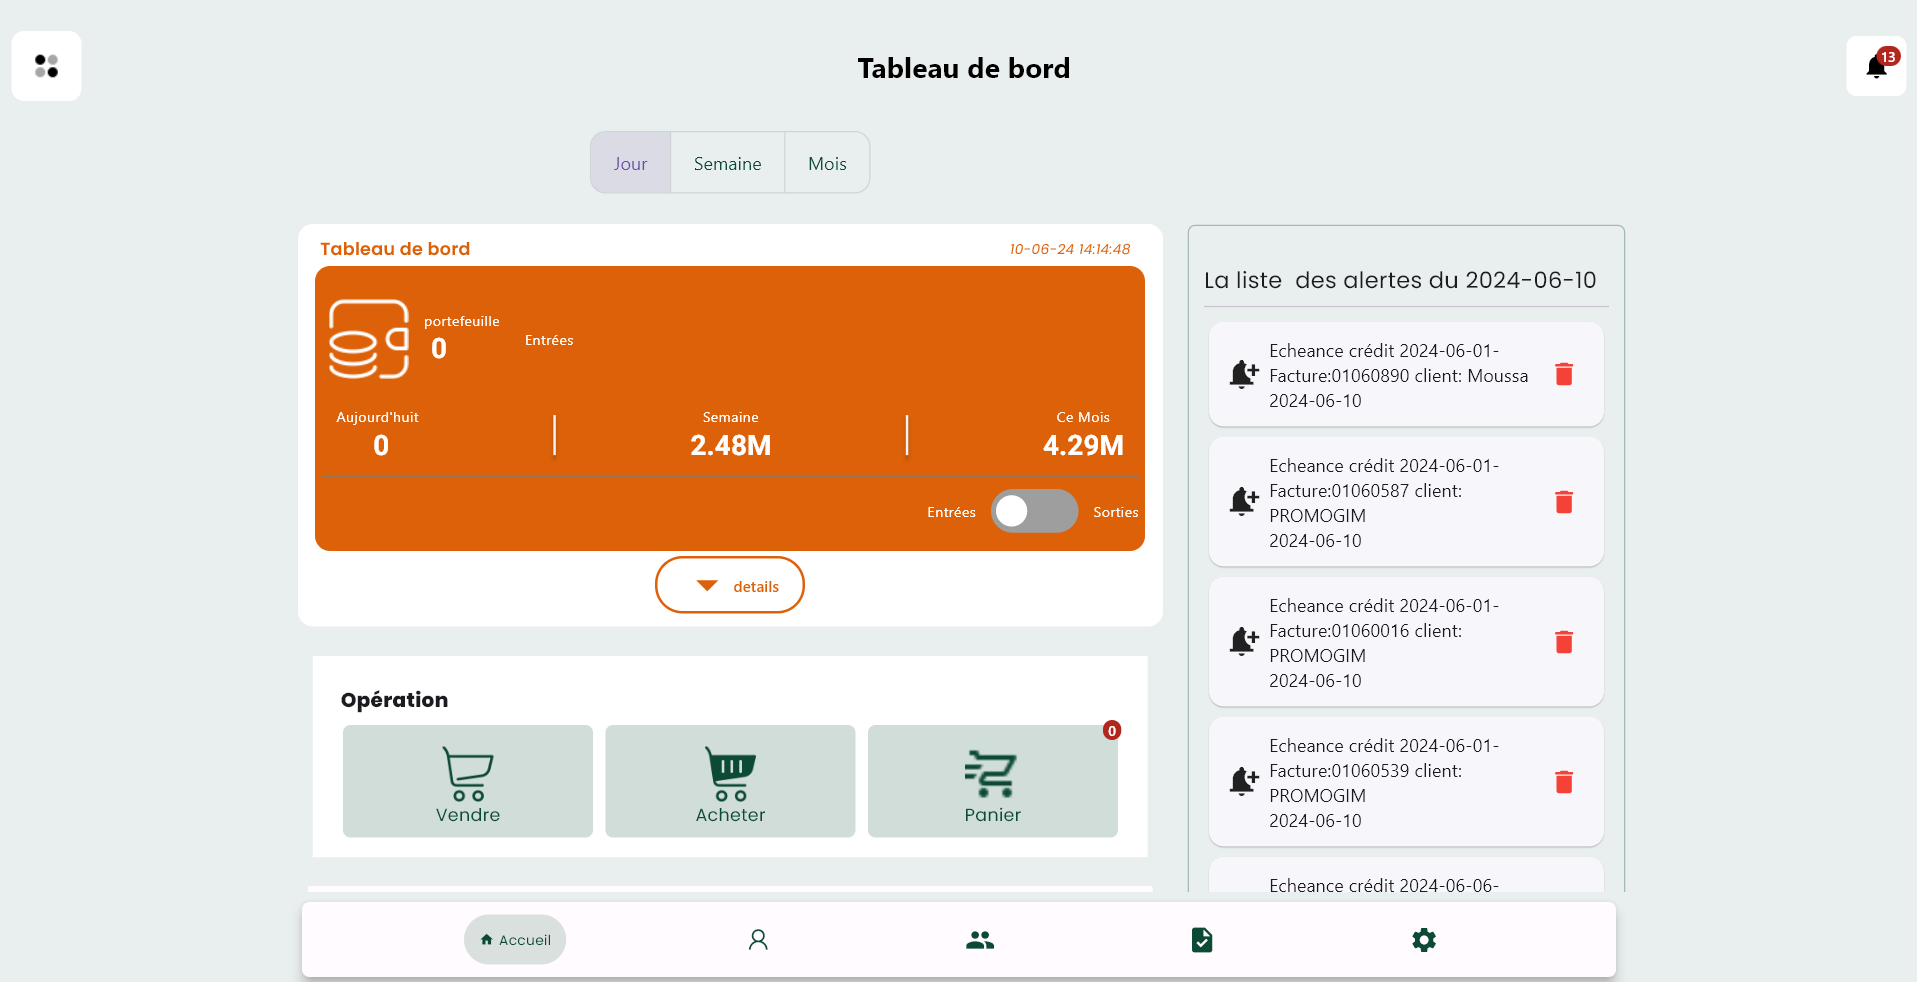 Tableau de bord
13
Jour
Semaine
Mois
Tableau de bord
10-06-24 14:14:48
portefeuille
0
Entrées
Aujourd'huit
0
Semaine
2.48M
Ce Mois
4.29M
Entrées
Sorties
details
Opération
Vendre
Acheter
0
Panier
La liste  des alertes du 2024-06-10
Echeance crédit 2024-06-01-
Facture:01060890 client: Moussa
2024-06-10
Echeance crédit 2024-06-01-
Facture:01060587 client:
PROMOGIM
2024-06-10
Echeance crédit 2024-06-01-
Facture:01060016 client:
PROMOGIM
2024-06-10
Echeance crédit 2024-06-01-
Facture:01060539 client:
PROMOGIM
2024-06-10
Echeance crédit 2024-06-06-
Accueil